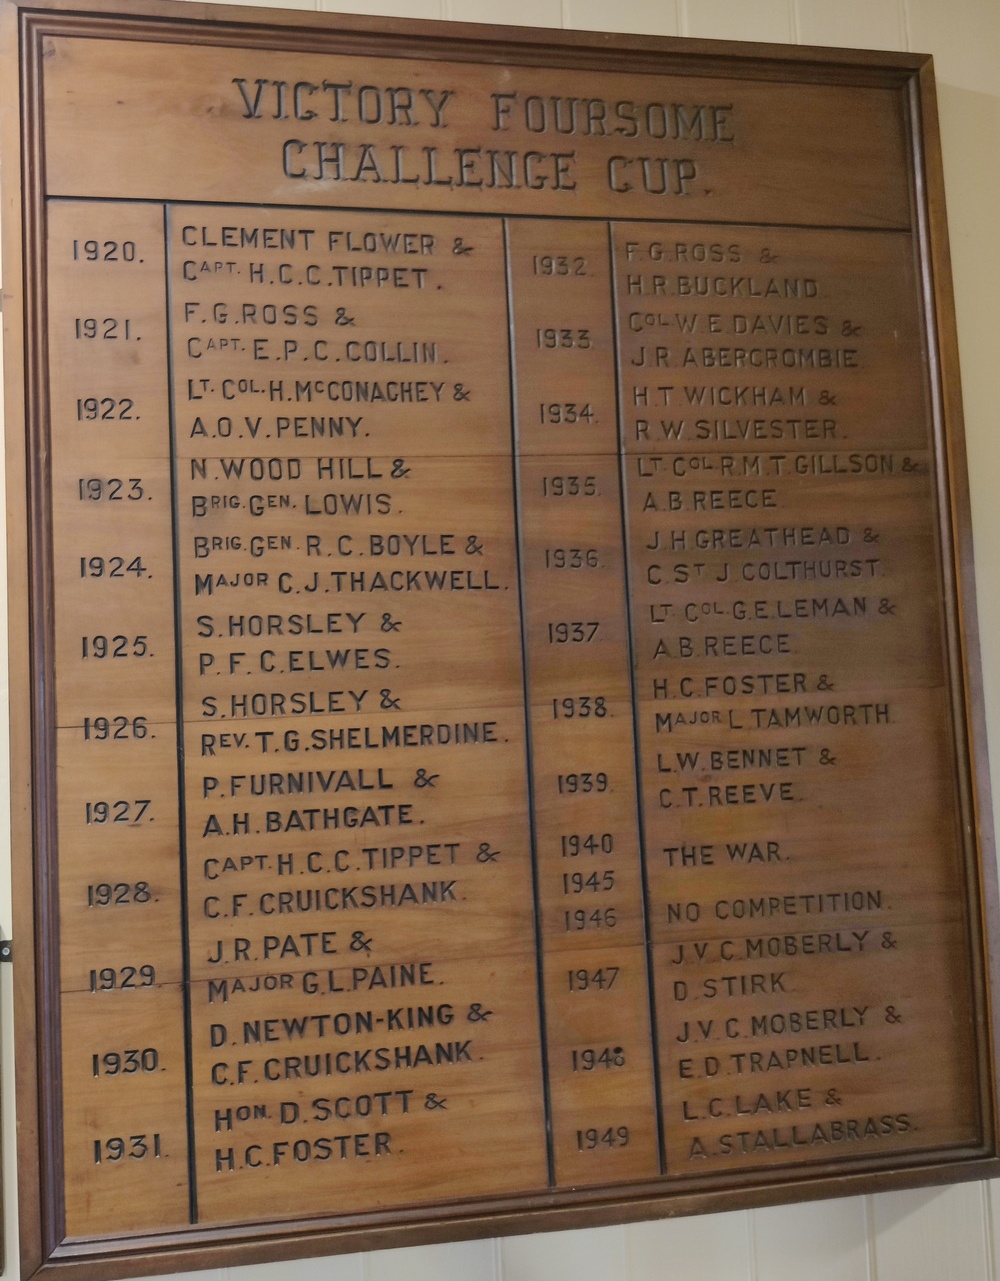 VICTORY FOURSOME
CHALLENGE CUP.
1920. CLEMENT FLOWER &
CAPT. H.C.C.TIPPET.
1921. F.G.ROSS &
CAPT. E.P.C.COLLIN.
1922. LT. COL. H.McCONAGHEY &
A.O.V.PENNY.
1923. N.WOOD HILL &
BRIG.GEN. LOWIS.
1924. BRIG.GEN. R.C.BOYLE &
MAJOR C.J.THACKWELL.
1925. S.HORSLEY &
P.F.C.ELWES.
1926. S.HORSLEY &
REV. T.G.SHELMERDINE.
1927. P.FURNIVALL &
A.H.BATHGATE.
1928. CAPT. H.C.C.TIPPET &
C.F.CRUICKSHANK.
1929. J.R.PATE &
MAJOR G.L.PAINE.
1930. D.NEWTON-KING &
C.F.CRUICKSHANK.
1931. HON. D.SCOTT &
H.C.FOSTER.
1932. F.G.ROSS &
H.R.BUCKLAND.
1933. COL W.E.DAVIES &
J.R.ABERCROMBIE
1934. H.T.WICKHAM &
R.W.SILVESTER.
1935. LT COL R.M.T.GILLSON &
A.B.REECE
1936. J.H GREATHEAD &
C.ST J COLTHURST.
1937 LT COL. G.E.LEMAN &
A.B.REECE
1938. H.C.FOSTER &
MAJOR L TAMWORTH.
1939. L.W.BENNET &
C.T.REEVE.
1940
THE WAR.
1945
1946 NO COMPETITION.
1947 J.V.C.MOBERLY &
D.STIRK.
1948 J.V.C.MOBERLY &
E.D.TRAPNELL.
1949 L.C.LAKE &
A.STALLABRASS.